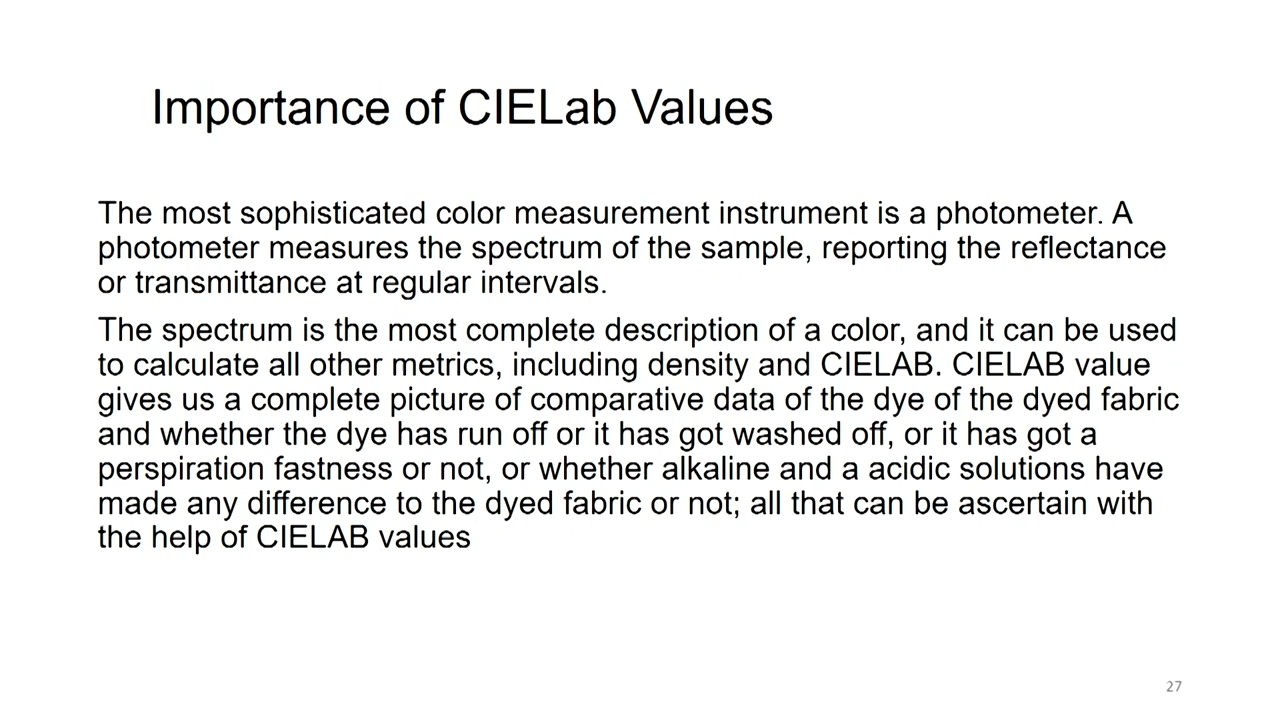 Importance of CIELab Values
The most sophisticated color measurement instrument is a photometer. A
photometer measures the spectrum of the sample, reporting the reflectance
or transmittance at regular intervals.
The spectrum is the most complete description of a color, and it can be used
to calculate all other metrics, including density and CIELAB. CIELAB value
gives us a complete picture of comparative data of the dye of the dyed fabric
and whether the dye has run off or it has got washed off, or it has got a
perspiration fastness or not, or whether alkaline and a acidic solutions have
made any difference to the dyed fabric or not; all that can be ascertain with
the help of CIELAB values
27